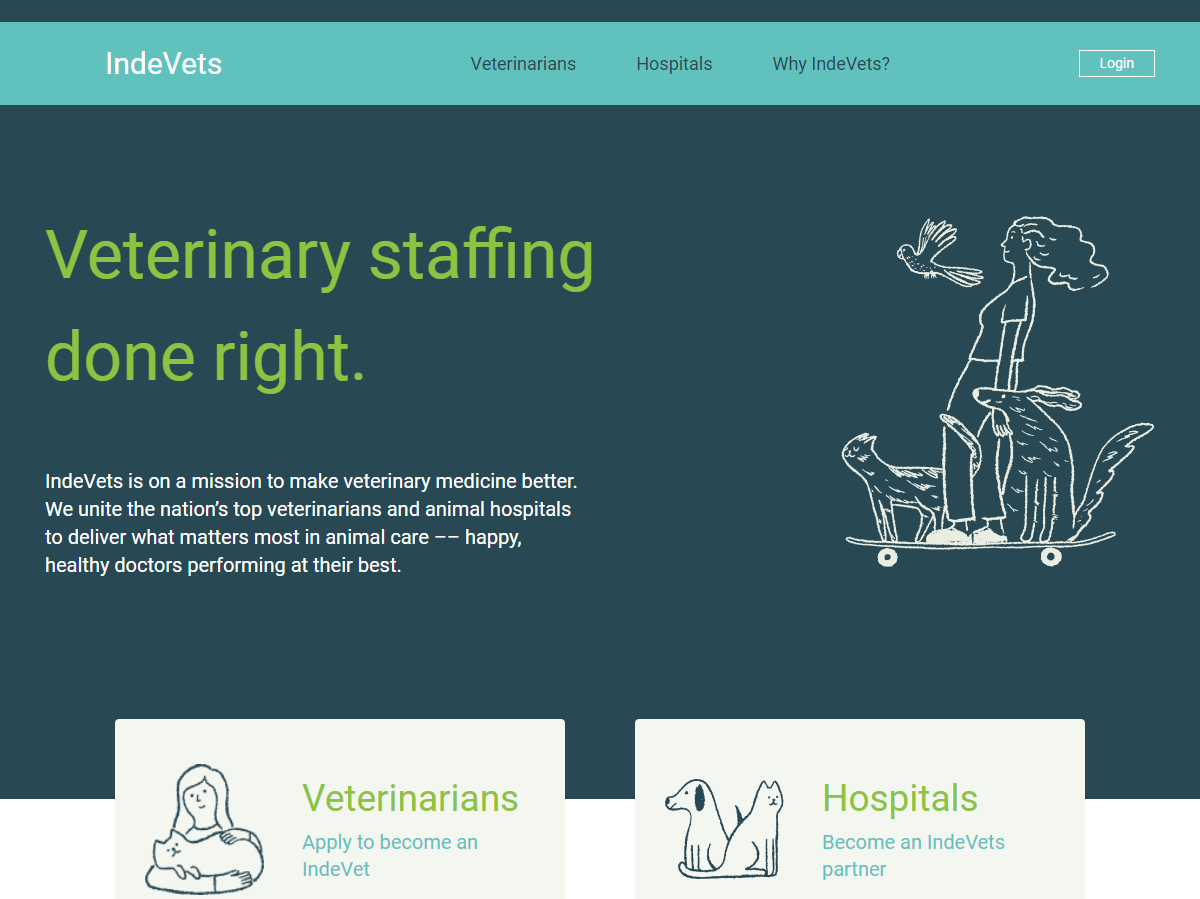 IndeVets
Veterinarians
Hospitals
Why IndeVets?
Login
Veterinary staffing
done right.
IndeVets is on a mission to make veterinary medicine better.
We unite the nation’s top veterinarians and animal hospitals
to deliver what matters most in animal care –– happy,
healthy doctors performing at their best.
Veterinarians
Apply to become an
IndeVet
Hospitals
Become an IndeVets
partner